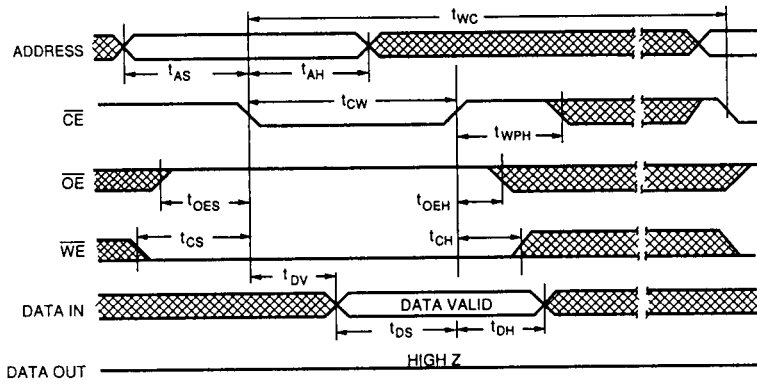 tWC
ADDRESS
tAS
tAH
CE
tCW
tWPH
OE
tOES
tOEH
WE
tCS
tCH
tDV
DATA IN
DATA VALID
tDS
tDH
DATA OUT
HIGH Z